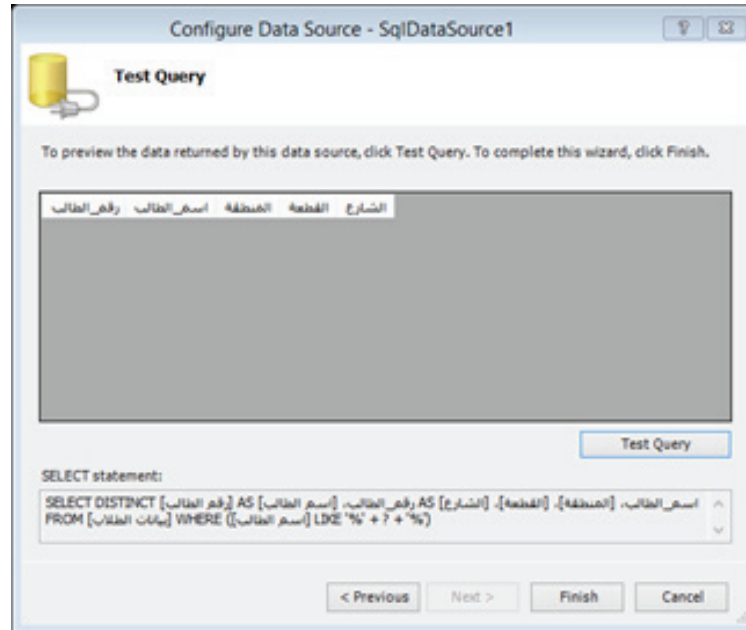 Configure Data Source - SqlDataSource1
Test Query
To preview the data returned by this data source, click Test Query. To complete this wizard, click Finish.
رقم_الطالب اسم_الطالب المنطقة القطعة الشارع
Test Query
SELECT statement:
SELECT DISTINCT [رقم الطالب] AS رقم_الطالب، [اسم الطالب] AS اسم_الطالب، [المنطقة]، [القطعة]، [الشارع]
FROM [بيانات الطلاب] WHERE ([اسم الطالب] LIKE '%' + ? + '%')
< Previous Next > Finish Cancel